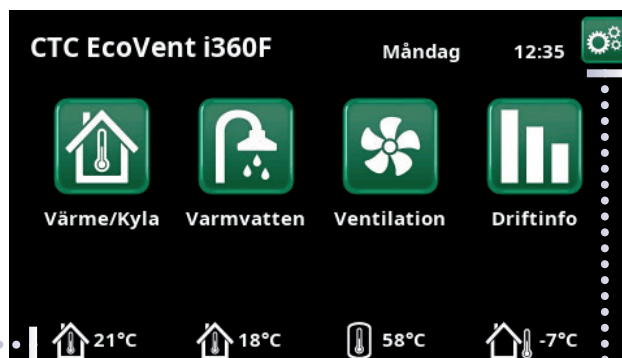 CTC EcoVent i360F Måndag 12:35
Värme/Kyla Varmvatten Ventilation Driftinfo
21°C 18°C 58°C -7°C